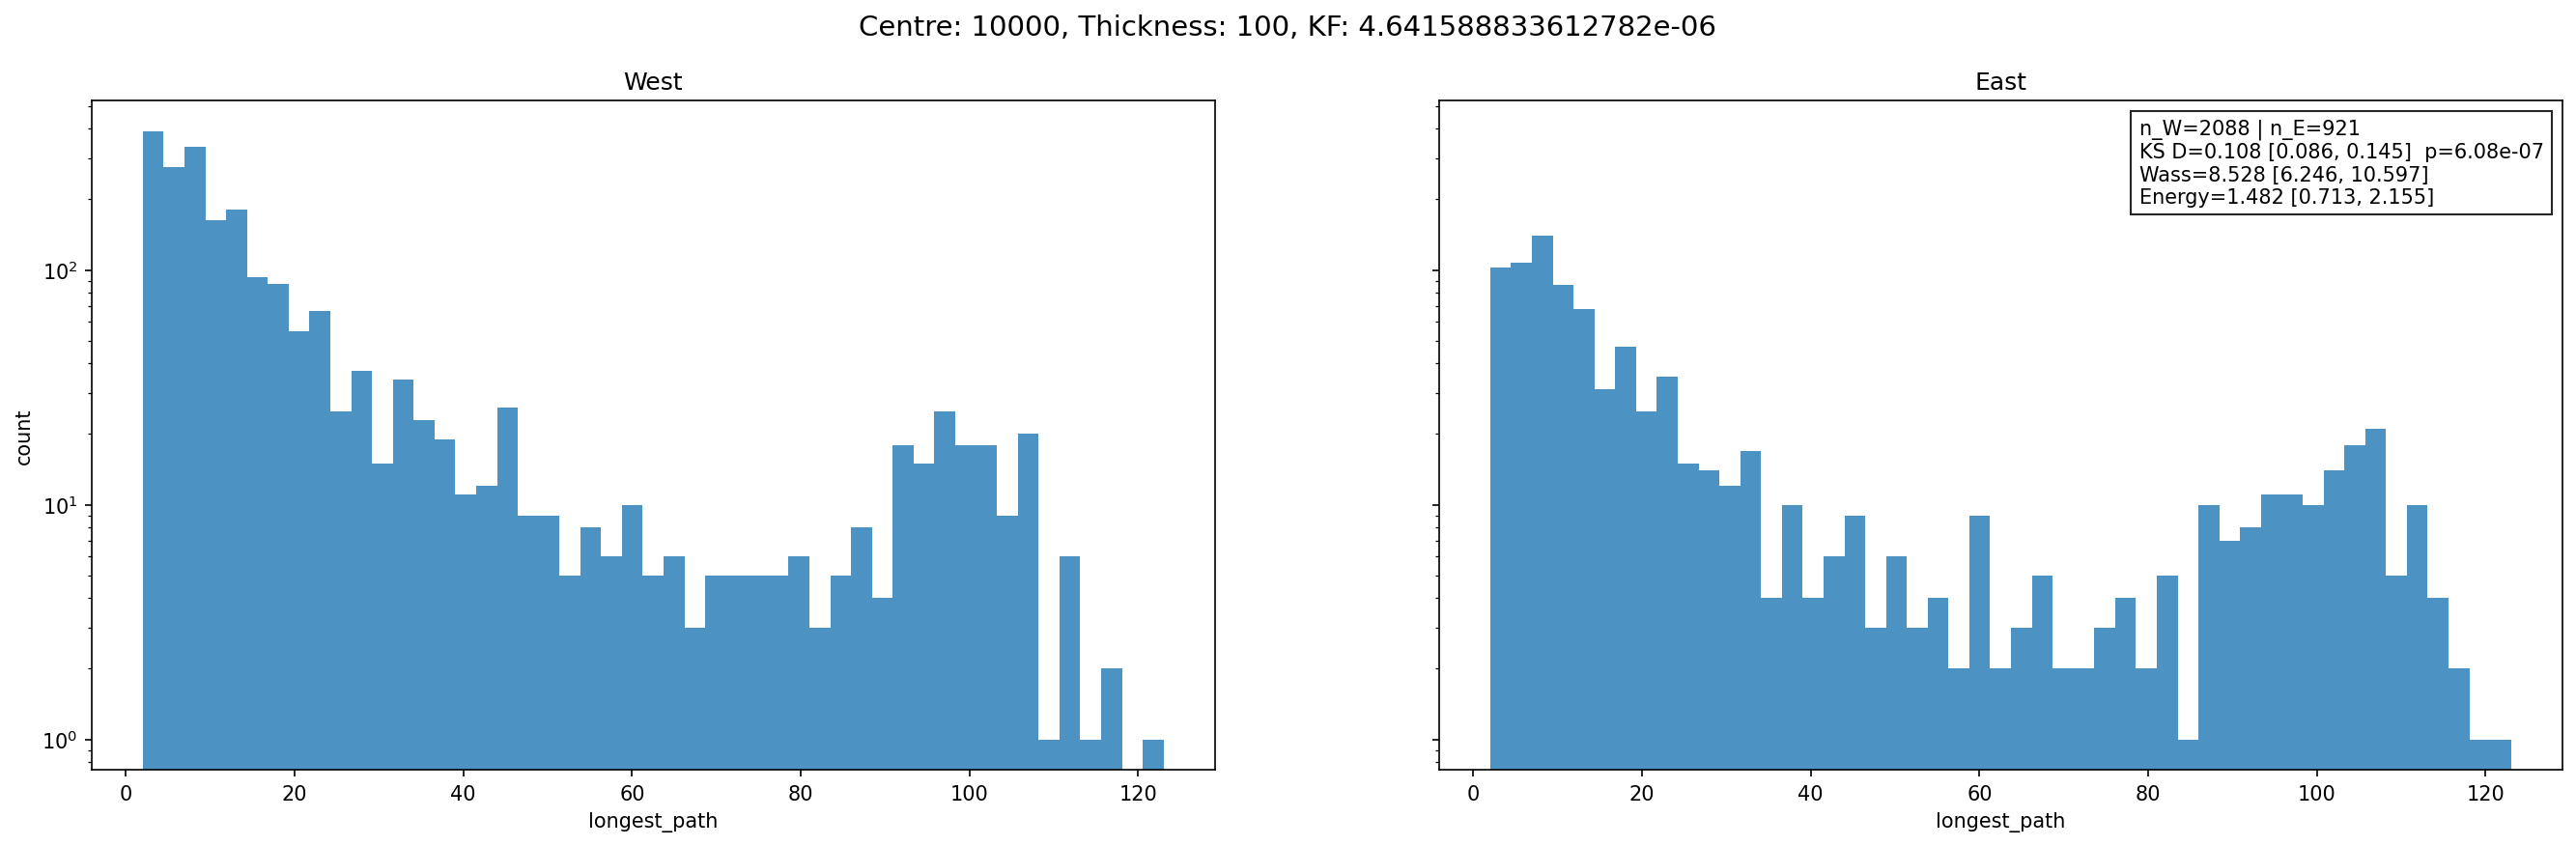 Centre: 10000, Thickness: 100, KF: 4.641588833612782e-06
West
East
n_W=2088 | n_E=921
KS D=0.108 [0.086, 0.145]  p=6.08e-07
Wass=8.528 [6.246, 10.597]
Energy=1.482 [0.713, 2.155]
count
10²
10¹
10⁰
0 20 40 60 80 100 120
longest_path
0 20 40 60 80 100 120
longest_path